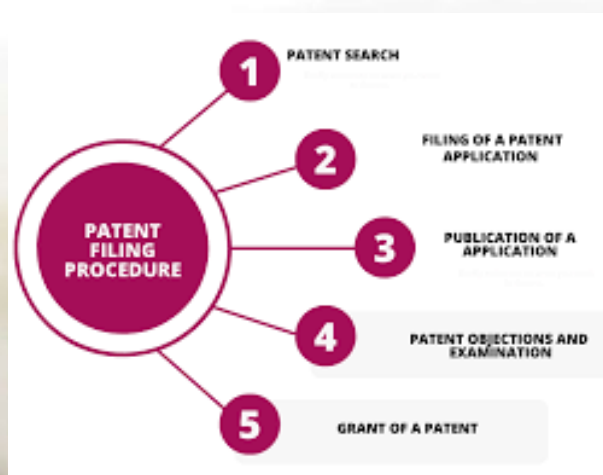 PATENT
FILING
PROCEDURE
1
PATENT SEARCH
2
FILING OF A PATENT
APPLICATION
3
PUBLICATION OF A
APPLICATION
4
PATENT OBJECTIONS AND
EXAMINATION
5
GRANT OF A PATENT